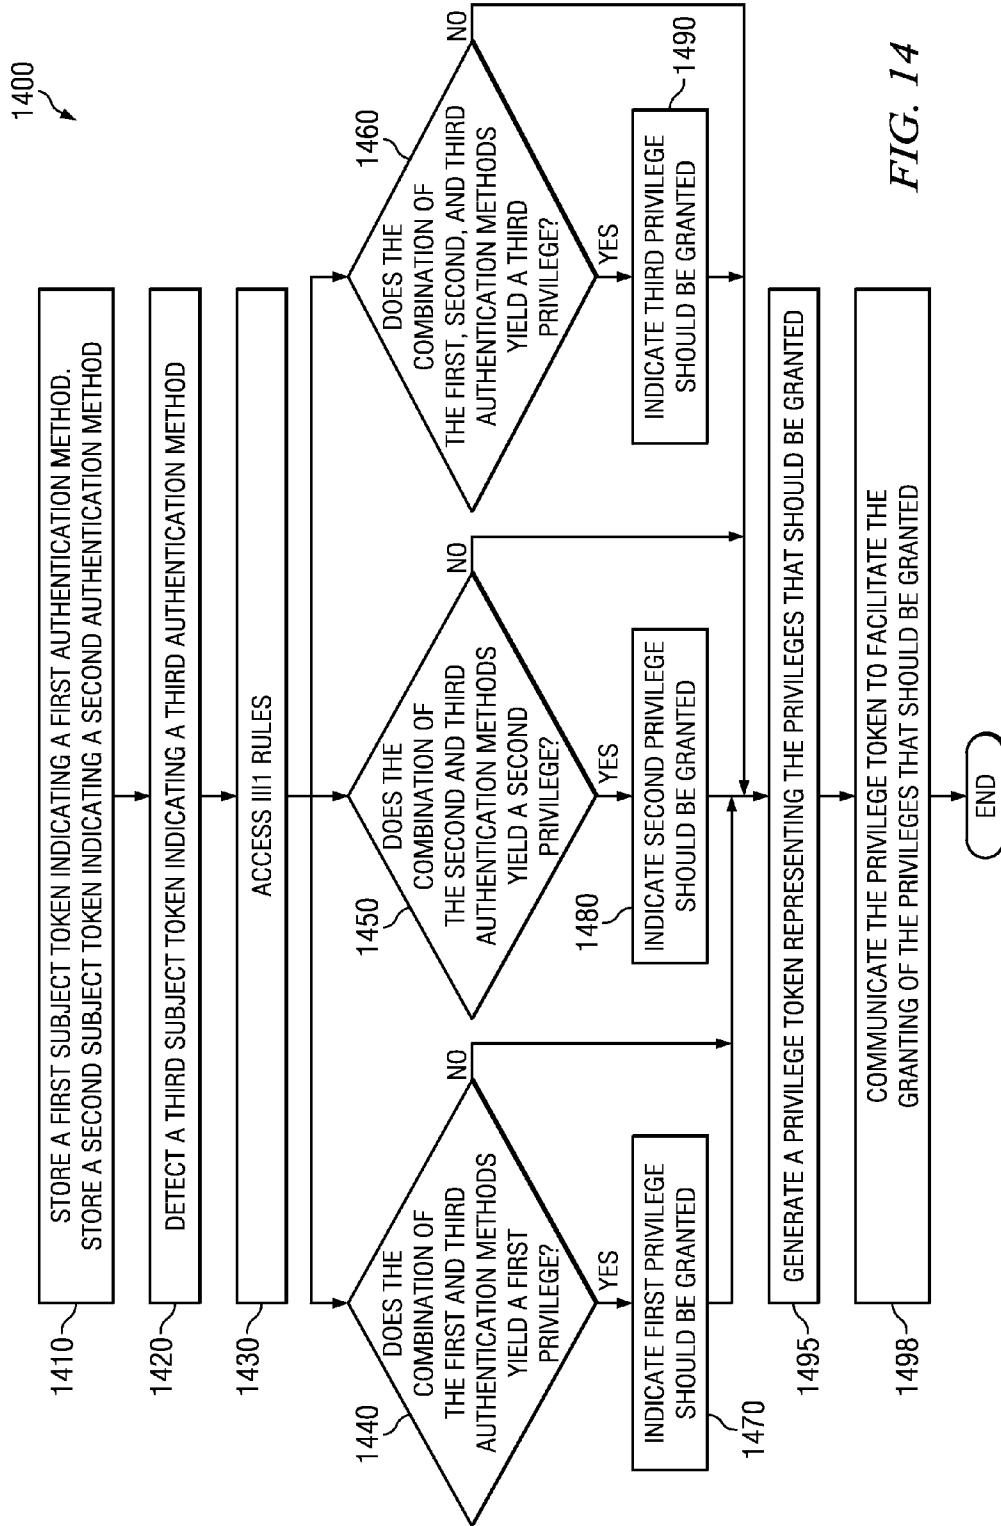 1400
1410
STORE A FIRST SUBJECT TOKEN INDICATING A FIRST AUTHENTICATION METHOD.
STORE A SECOND SUBJECT TOKEN INDICATING A SECOND AUTHENTICATION METHOD
1420
DETECT A THIRD SUBJECT TOKEN INDICATING A THIRD AUTHENTICATION METHOD
1430
ACCESS III1 RULES
1440
DOES THE
COMBINATION OF
THE FIRST AND THIRD
AUTHENTICATION METHODS
YIELD A FIRST
PRIVILEGE?
NO
YES
1450
DOES THE
COMBINATION OF
THE SECOND AND THIRD
AUTHENTICATION METHODS
YIELD A SECOND
PRIVILEGE?
NO
YES
1460
DOES THE
COMBINATION OF
THE FIRST, SECOND, AND THIRD
AUTHENTICATION METHODS
YIELD A THIRD
PRIVILEGE?
NO
YES
INDICATE FIRST PRIVILEGE
SHOULD BE GRANTED
1470
1480
INDICATE SECOND PRIVILEGE
SHOULD BE GRANTED
INDICATE THIRD PRIVILEGE
SHOULD BE GRANTED
1490
1495
GENERATE A PRIVILEGE TOKEN REPRESENTING THE PRIVILEGES THAT SHOULD BE GRANTED
1498
COMMUNICATE THE PRIVILEGE TOKEN TO FACILITATE THE
GRANTING OF THE PRIVILEGES THAT SHOULD BE GRANTED
END
FIG. 14